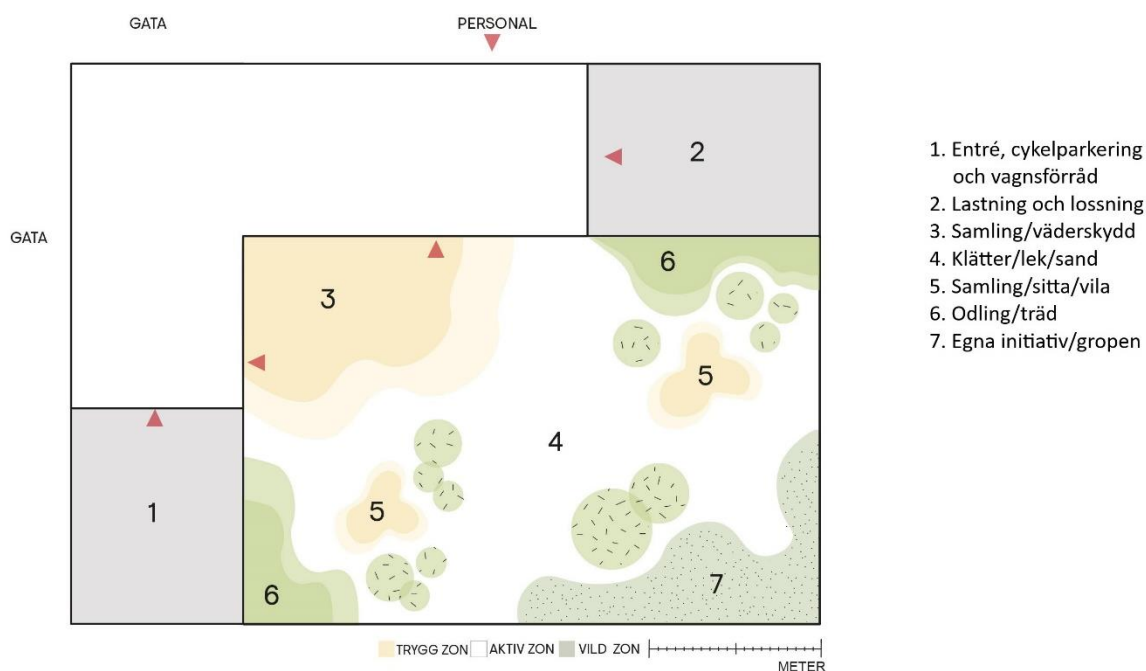 GATA
PERSONAL
GATA
2
6
3
5
4
1
5
6
7
1. Entré, cykelparkering
och vagnsförråd
2. Lastning och lossning
3. Samling/väderskydd
4. Klätter/lek/sand
5. Samling/sitta/vila
6. Odling/träd
7. Egna initiativ/gropen
TRYGG ZON AKTIV ZON VILD ZON
METER